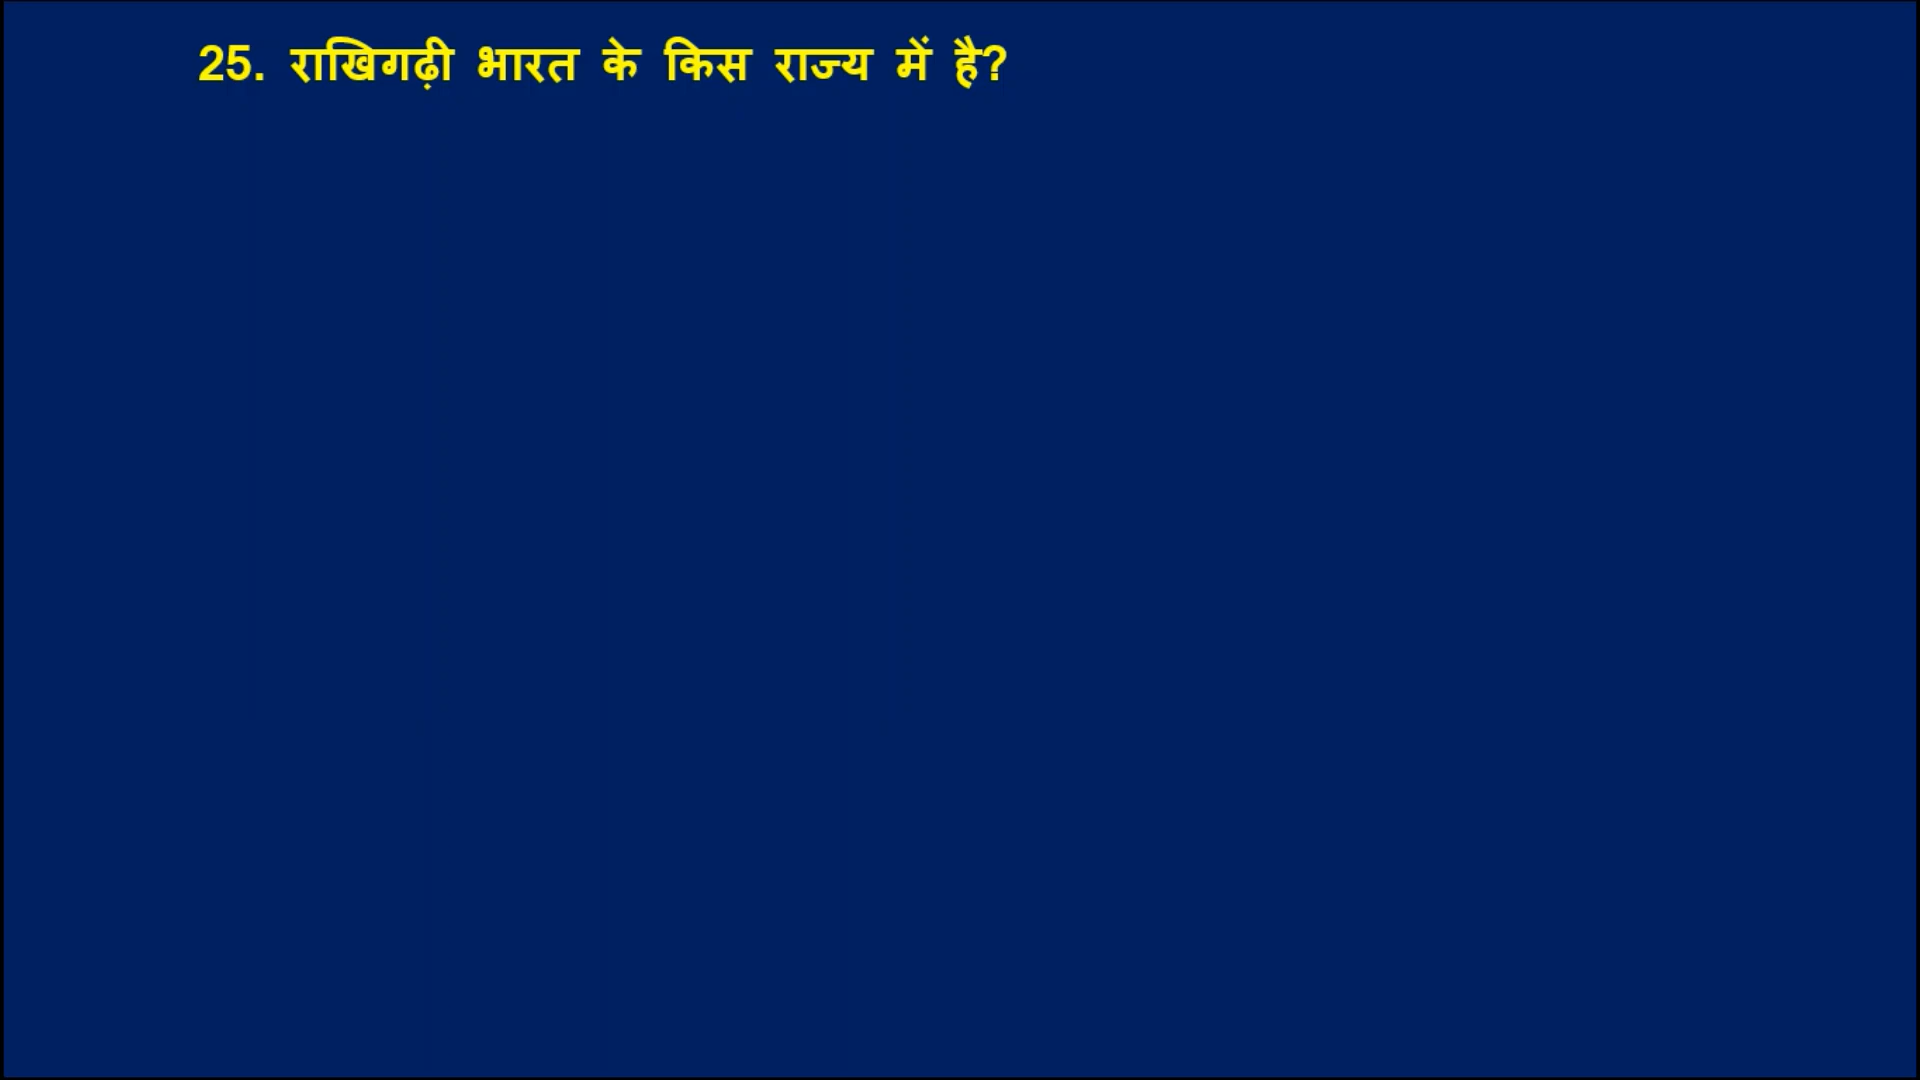 25. राखिगढ़ी भारत के किस राज्य में है?